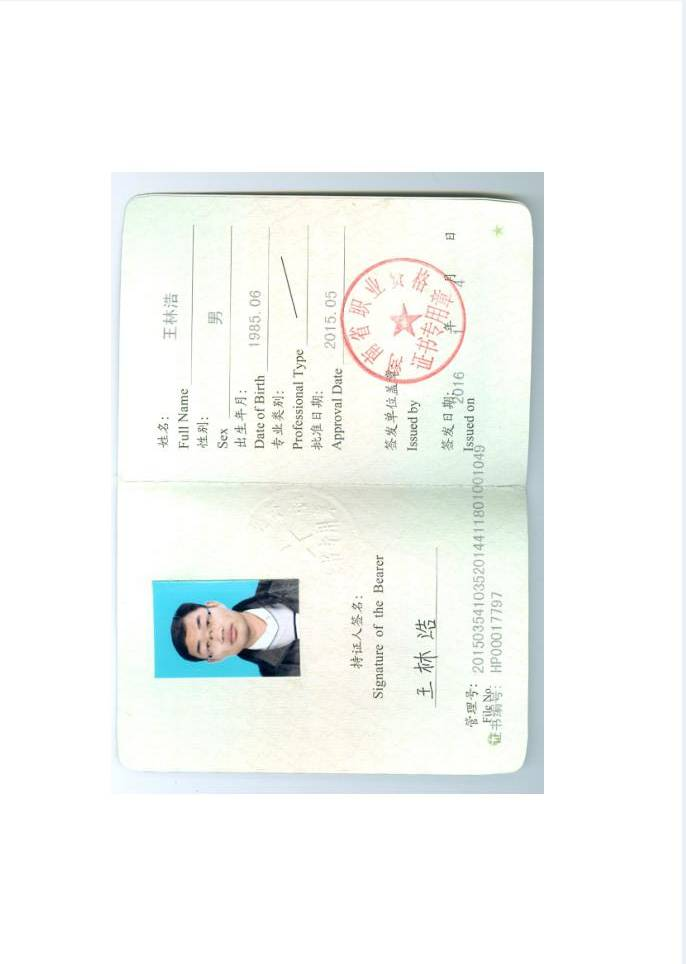 持证人签名:
Signature of the Bearer
王林浩
管理号: 2015035410352014411801001049
File No.
证书编号: HP00017797
姓名: 王林浩
Full Name
性别: 男
Sex
出生年月: 1985.06
Date of Birth
专业类别:
Professional Type
批准日期: 2015.05
Approval Date
签发单位盖章
Issued by
签发日期: 2016 年 4 月 日
Issued on
南省职业资格
证书专用章